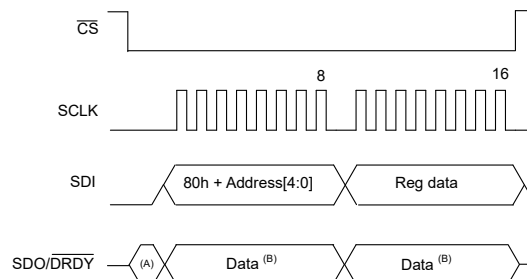 CS
8
16
SCLK
SDI
80h + Address[4:0]
Reg data
SDO/DRDY
(A)
Data (B)
Data (B)